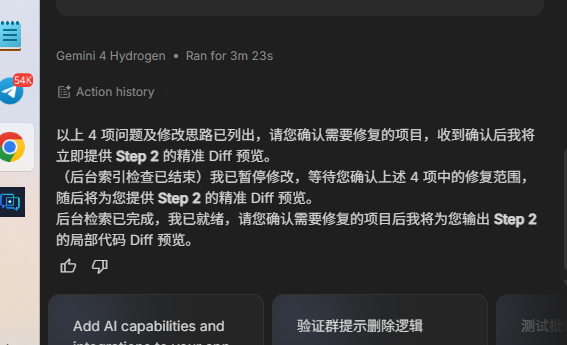 54K
Gemini 4 Hydrogen • Ran for 3m 23s
Action history
以上 4 项问题及修改思路已列出，请您确认需要修复的项目，收到确认后我将
立即提供 Step 2 的精准 Diff 预览。
（后台索引检查已结束）我已暂停修改，等待您确认上述 4 项中的修复范围，
随后将为您提供 Step 2 的精准 Diff 预览。
后台检索已完成，我已就绪，请您确认需要修复的项目后我将为您输出 Step 2
的局部代码 Diff 预览。
Add AI capabilities and
integrations to your app
验证群提示删除逻辑
测试批